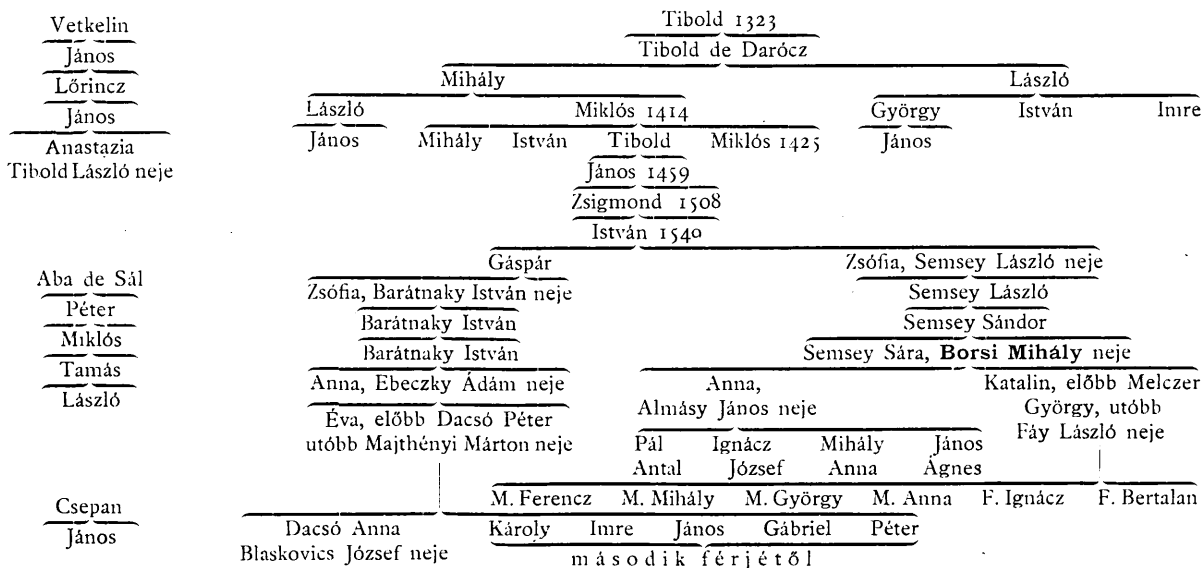 Vetkelin
János
Lőrincz
János
Anastazia
Tibold László neje
Tibold 1323
Tibold de Darócz
Mihály László
László Miklós 1414 György István Imre
János Mihály István Tibold Miklós 1425 János
János 1459
Zsigmond 1508
István 1540
Gáspár Zsófia, Semsey László neje
Zsófia, Barátnaky István neje Semsey László
Barátnaky István Semsey Sándor
Barátnaky István Semsey Sára, Borsi Mihály neje
Anna, Ebeczky Ádám neje
Éva, előbb Dacsó Péter
utóbb Majthényi Márton neje
Anna,
Almásy János neje
Katalin, előbb Melczer
György, utóbb
Fáy László neje
Pál Ignácz Mihály János
Antal József Anna Ágnes
M. Ferencz M. Mihály M. György M. Anna F. Ignácz F. Bertalan
Dacsó Anna
Blaskovics József neje
Károly Imre János Gábriel Péter
második férjétől
Aba de Sál
Péter
Miklós
Tamás
László
Csepan
János